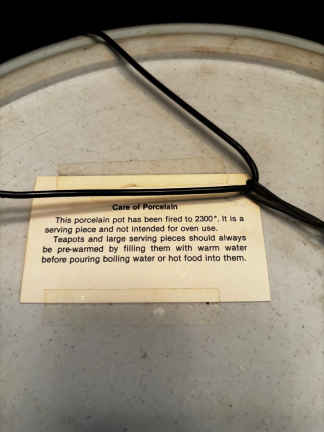 Care of Porcelain
This porcelain pot has been fired to 2300°. It is a
serving piece and not intended for oven use.
Teapots and large serving pieces should always
be pre-warmed by filling them with warm water
before pouring boiling water or hot food into them.